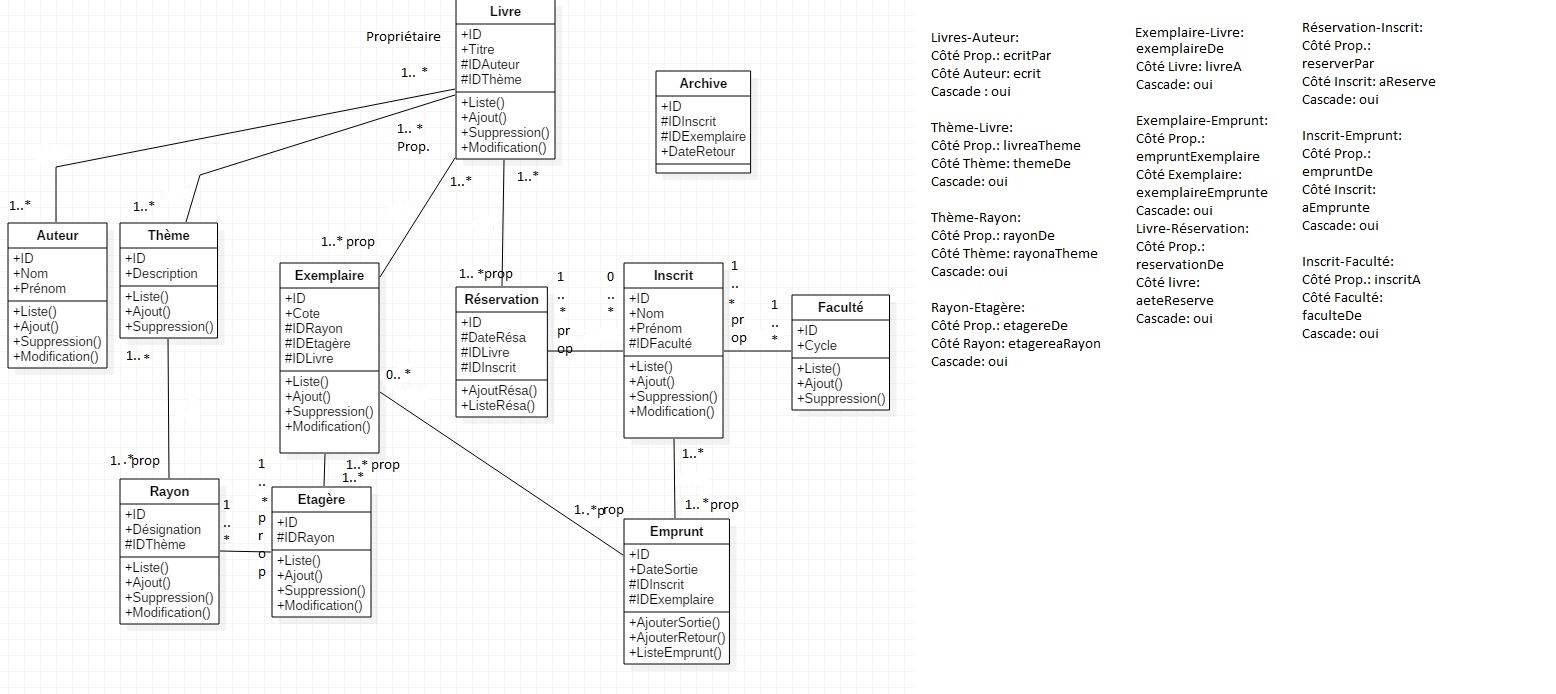 Livre
+ID
+Titre
#IDAuteur
#IDThème
+Liste()
+Ajout()
+Suppression()
+Modification()
Propriétaire
1.. *
1.. *
Prop.
1..*
1..*
Archive
+ID
#IDInscrit
#IDExemplaire
+DateRetour
1..*
Auteur
+ID
+Nom
+Prénom
+Liste()
+Ajout()
+Suppression()
+Modification()
1..*
Thème
+ID
+Description
+Liste()
+Ajout()
+Suppression()
1..*
1..* prop
Exemplaire
+ID
+Cote
#IDRayon
#IDEtagère
#IDLivre
+Liste()
+Ajout()
+Suppression()
+Modification()
0.. *
1..* prop
1..*
1.. *prop
Réservation
+ID
+DateRésa
#IDLivre
#IDInscrit
+AjoutRésa()
+ListeRésa()
1
..
*
pr
op
0
..
*
Inscrit
+ID
+Nom
+Prénom
#IDFaculté
+Liste()
+Ajout()
+Suppression()
+Modification()
1
..
*
pr
op
1
..
*
Faculté
+ID
+Cycle
+Liste()
+Ajout()
+Suppression()
1..*
1..*prop
Rayon
+ID
+Désignation
#IDThème
+Liste()
+Ajout()
+Suppression()
+Modification()
1
..
*
1
..
*
p
r
o
p
Etagère
+ID
#IDRayon
+Liste()
+Ajout()
+Suppression()
+Modification()
1..*prop
1..*prop
Emprunt
+ID
+DateSortie
#IDInscrit
#IDExemplaire
+AjouterSortie()
+AjouterRetour()
+ListeEmprunt()
Livres-Auteur:
Côté Prop.: ecritPar
Côté Auteur: ecrit
Cascade : oui
Thème-Livre:
Côté Prop.: livreaTheme
Côté Thème: themeDe
Cascade: oui
Thème-Rayon:
Côté Prop.: rayonDe
Côté Thème: rayonaTheme
Cascade: oui
Rayon-Etagère:
Côté Prop.: etagereDe
Côté Rayon: etagereaRayon
Cascade: oui
Exemplaire-Livre:
exemplaireDe
Côté Livre: livreA
Cascade: oui
Exemplaire-Emprunt:
Côté Prop.:
empruntExemplaire
Côté Exemplaire:
exemplaireEmprunte
Cascade: oui
Livre-Réservation:
Côté Prop.:
reservationDe
Côté livre:
aeteReserve
Cascade: oui
Réservation-Inscrit:
Côté Prop.:
reserverPar
Côté Inscrit: aReserve
Cascade: oui
Inscrit-Emprunt:
Côté Prop.:
empruntDe
Côté Inscrit:
aEmprunte
Cascade: oui
Inscrit-Faculté:
Côté Prop.: inscritA
Côté Faculté:
faculteDe
Cascade: oui